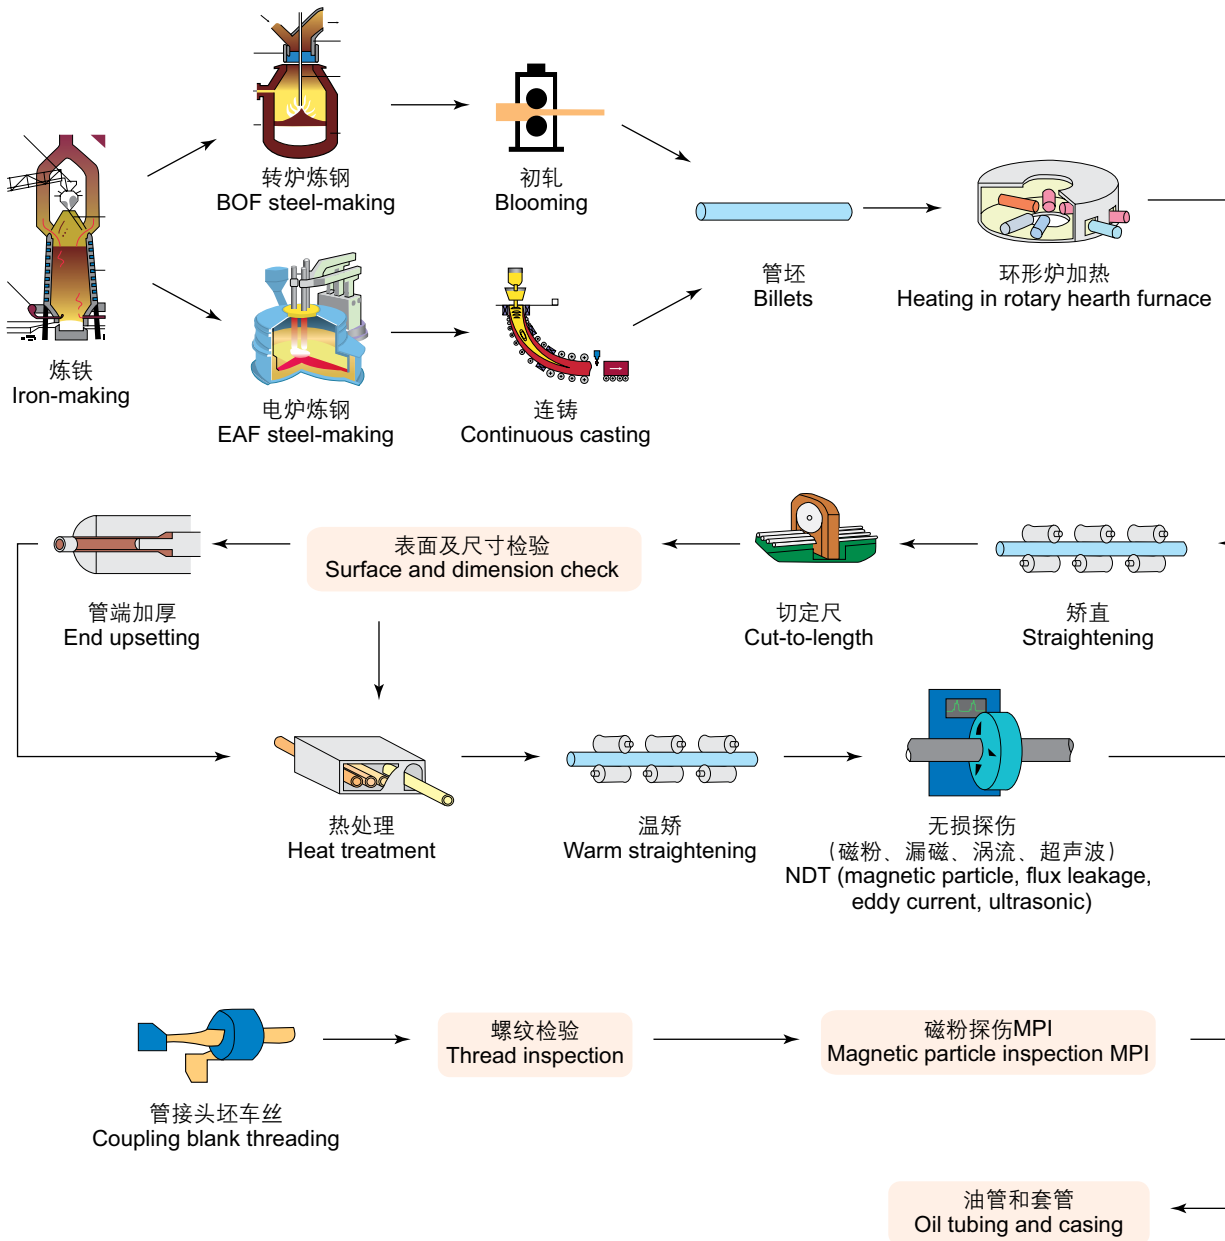 转炉炼钢
BOF steel-making
初轧
Blooming
管坯
Billets
环形炉加热
Heating in rotary hearth furnace
炼铁
Iron-making
电炉炼钢
EAF steel-making
连铸
Continuous casting
表面及尺寸检验
Surface and dimension check
管端加厚
End upsetting
切定尺
Cut-to-length
矫直
Straightening
热处理
Heat treatment
温矫
Warm straightening
无损探伤
(磁粉、漏磁、涡流、超声波)
NDT (magnetic particle, flux leakage,
eddy current, ultrasonic)
管接头坯车丝
Coupling blank threading
螺纹检验
Thread inspection
磁粉探伤MPI
Magnetic particle inspection MPI
油管和套管
Oil tubing and casing